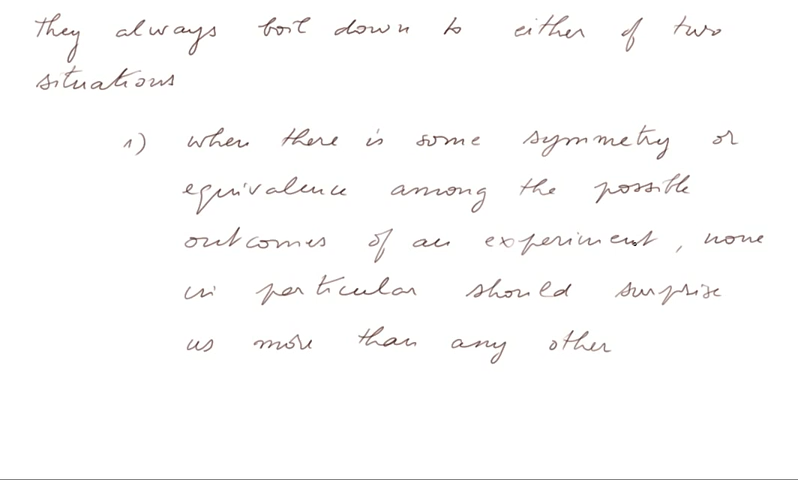 they always boil down to either of two
situations
1) when there is some symmetry or
equivalence among the possible
outcomes of an experiment, none
in particular should surprise
us more than any other